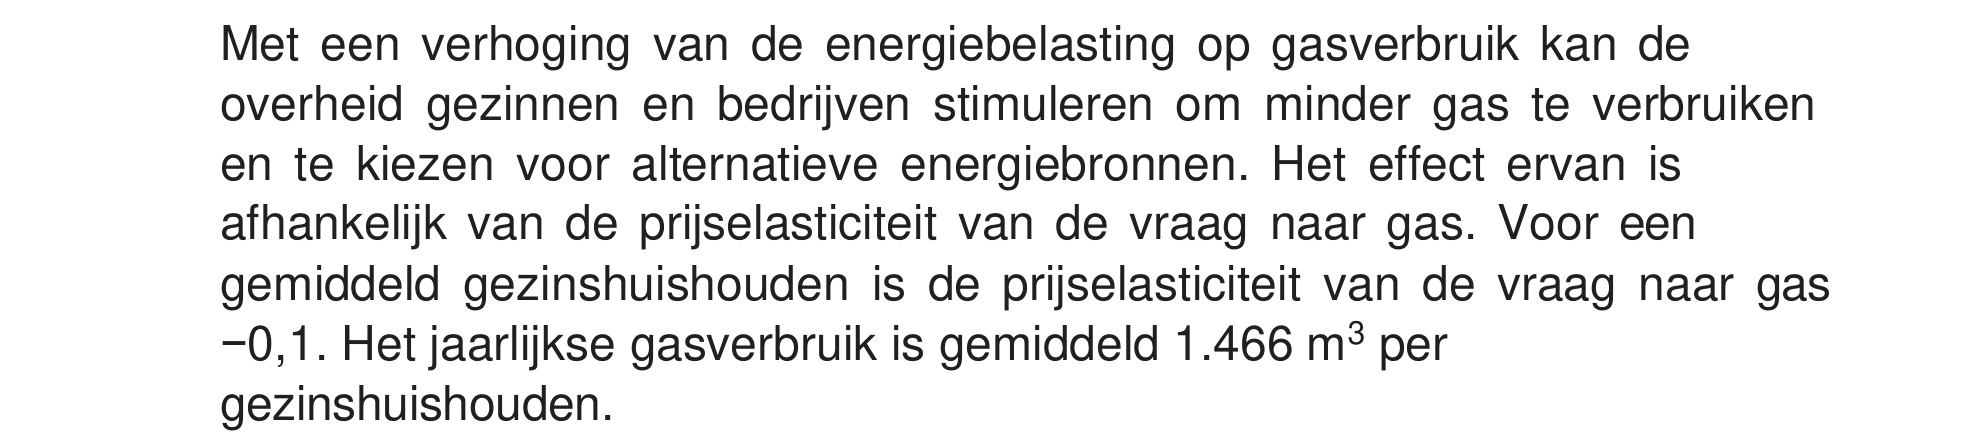 Met een verhoging van de energiebelasting op gasverbruik kan de
overheid gezinnen en bedrijven stimuleren om minder gas te verbruiken
en te kiezen voor alternatieve energiebronnen. Het effect ervan is
afhankelijk van de prijselasticiteit van de vraag naar gas. Voor een
gemiddeld gezinshuishouden is de prijselasticiteit van de vraag naar gas
−0,1. Het jaarlijkse gasverbruik is gemiddeld 1.466 m³ per
gezinshuishouden.